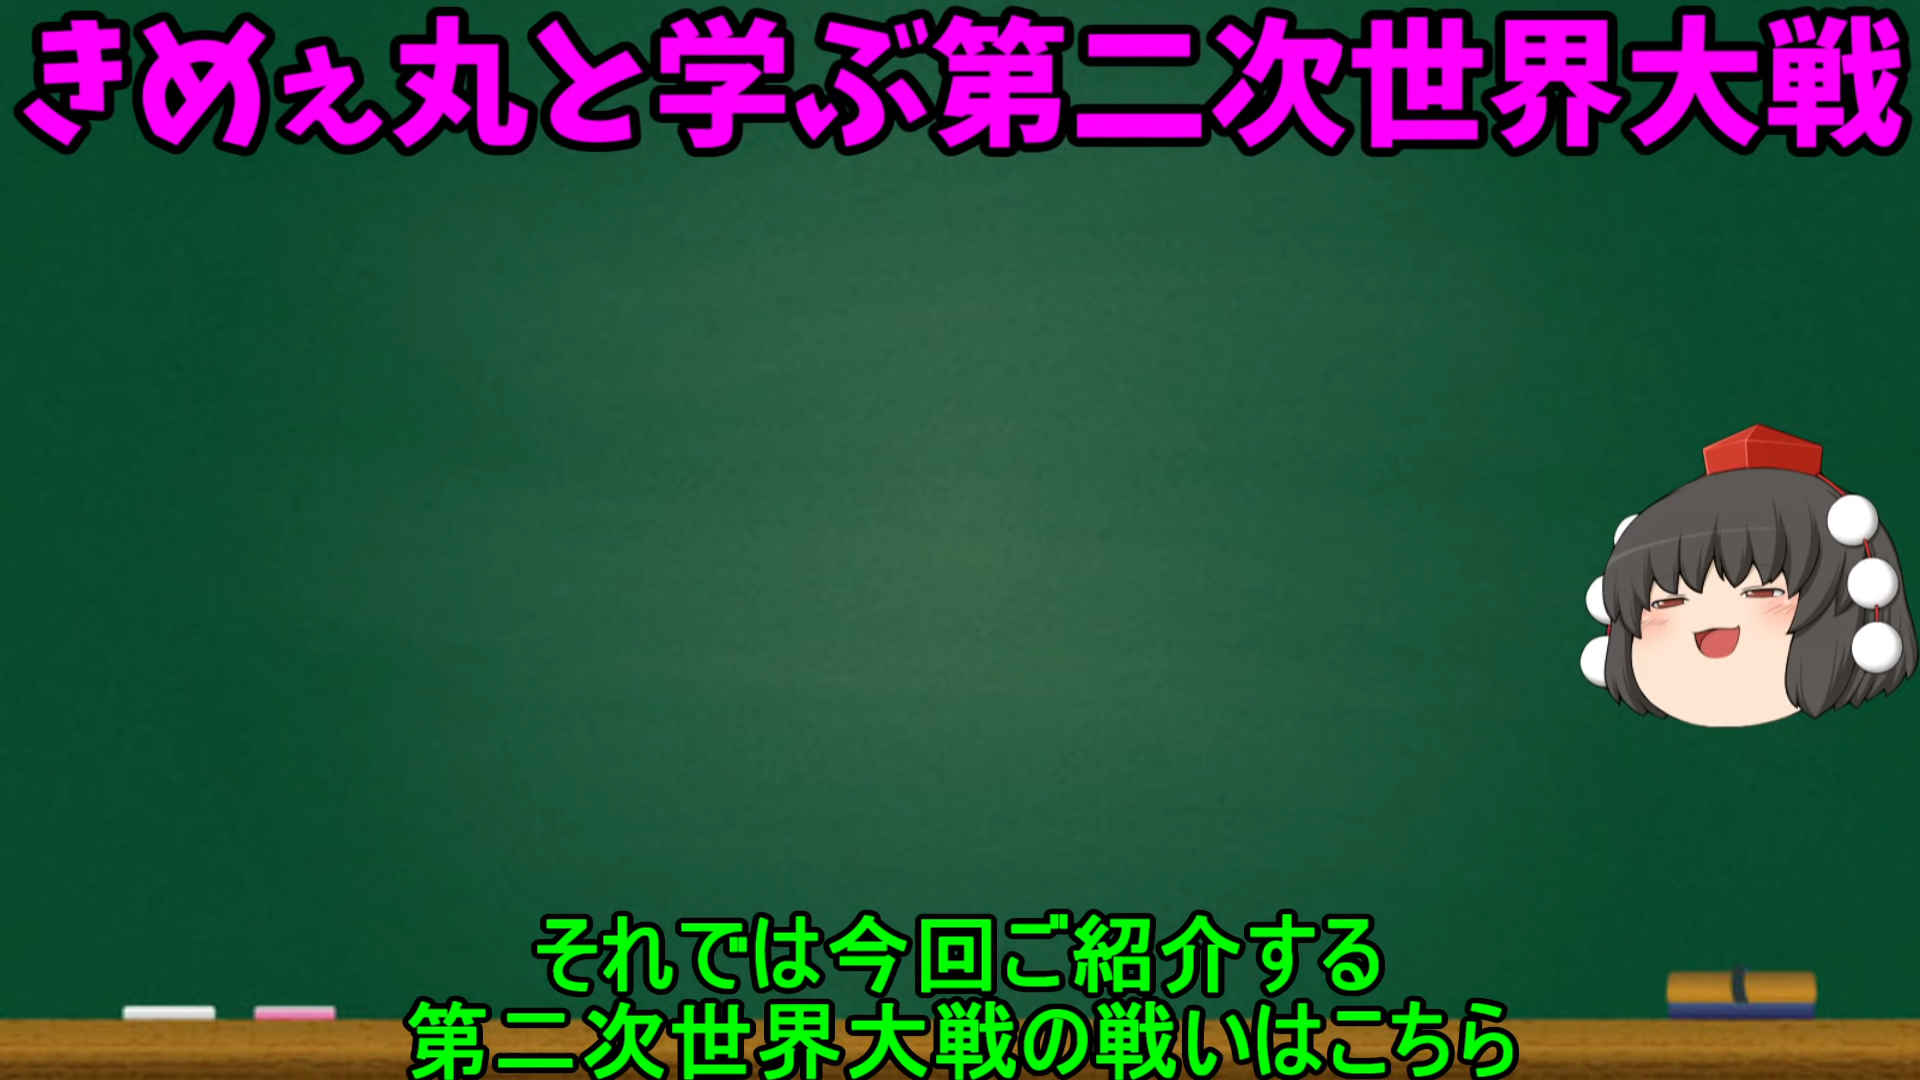 きめぇ丸と学ぶ第二次世界大戦
それでは今回ご紹介する
第二次世界大戦の戦いはこちら